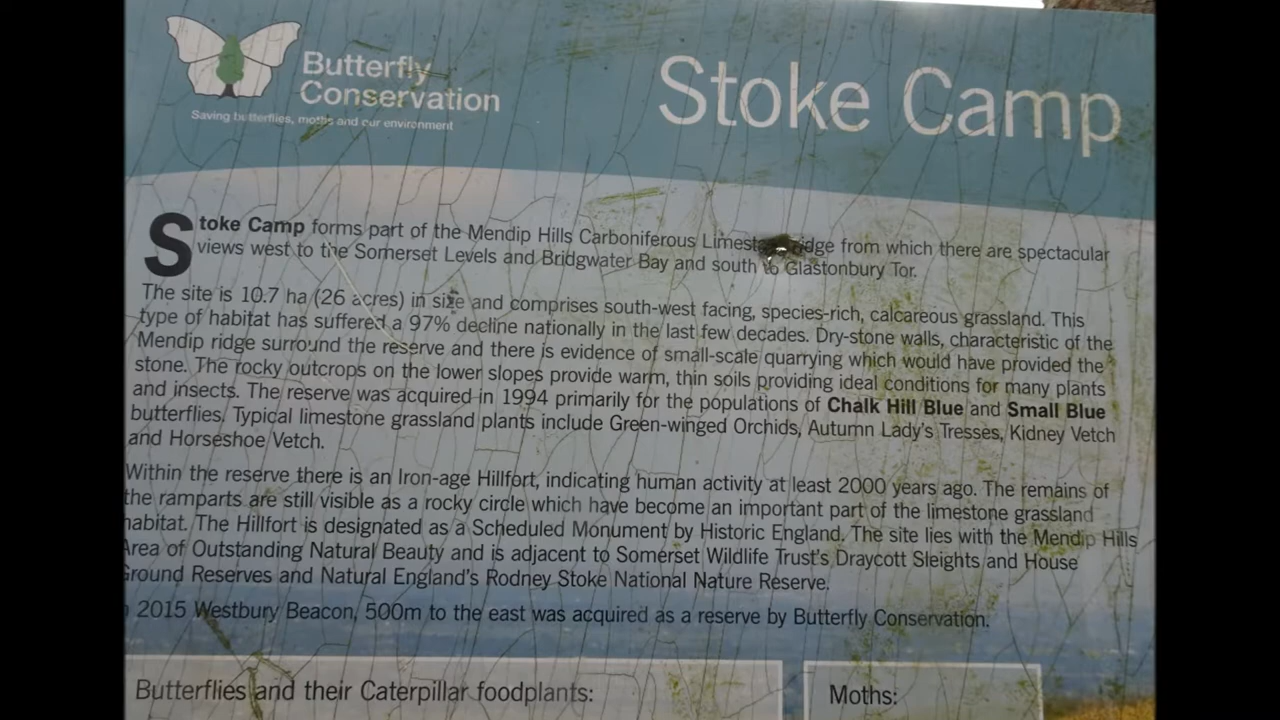 Butterfly
Conservation
Saving butterflies, moths and our environment
Stoke Camp
Stoke Camp forms part of the Mendip Hills Carboniferous Limest dge from which there are spectacular
views west to the Somerset Levels and Bridgwater Bay and south to Glastonbury Tor.
The site is 10.7 ha (26 acres) in size and comprises south-west facing, species-rich, calcareous grassland. This
type of habitat has suffered a 97% decline nationally in the last few decades. Dry-stone walls, characteristic of the
Mendip ridge surround the reserve and there is evidence of small-scale quarrying which would have provided the
stone. The rocky outcrops on the lower slopes provide warm, thin soils providing ideal conditions for many plants
and insects. The reserve was acquired in 1994 primarily for the populations of Chalk Hill Blue and Small Blue
butterflies. Typical limestone grassland plants include Green-winged Orchids, Autumn Lady's Tresses, Kidney Vetch
and Horseshoe Vetch.
Within the reserve there is an Iron-age Hillfort, indicating human activity at least 2000 years ago. The remains of
the ramparts are still visible as a rocky circle which have become an important part of the limestone grassland
habitat. The Hillfort is designated as a Scheduled Monument by Historic England. The site lies with the Mendip Hills
Area of Outstanding Natural Beauty and is adjacent to Somerset Wildlife Trust's Draycott Sleights and House
Ground Reserves and Natural England's Rodney Stoke National Nature Reserve.
2015 Westbury Beacon, 500m to the east was acquired as a reserve by Butterfly Conservation.
Butterflies and their Caterpillar foodplants:
Moths: